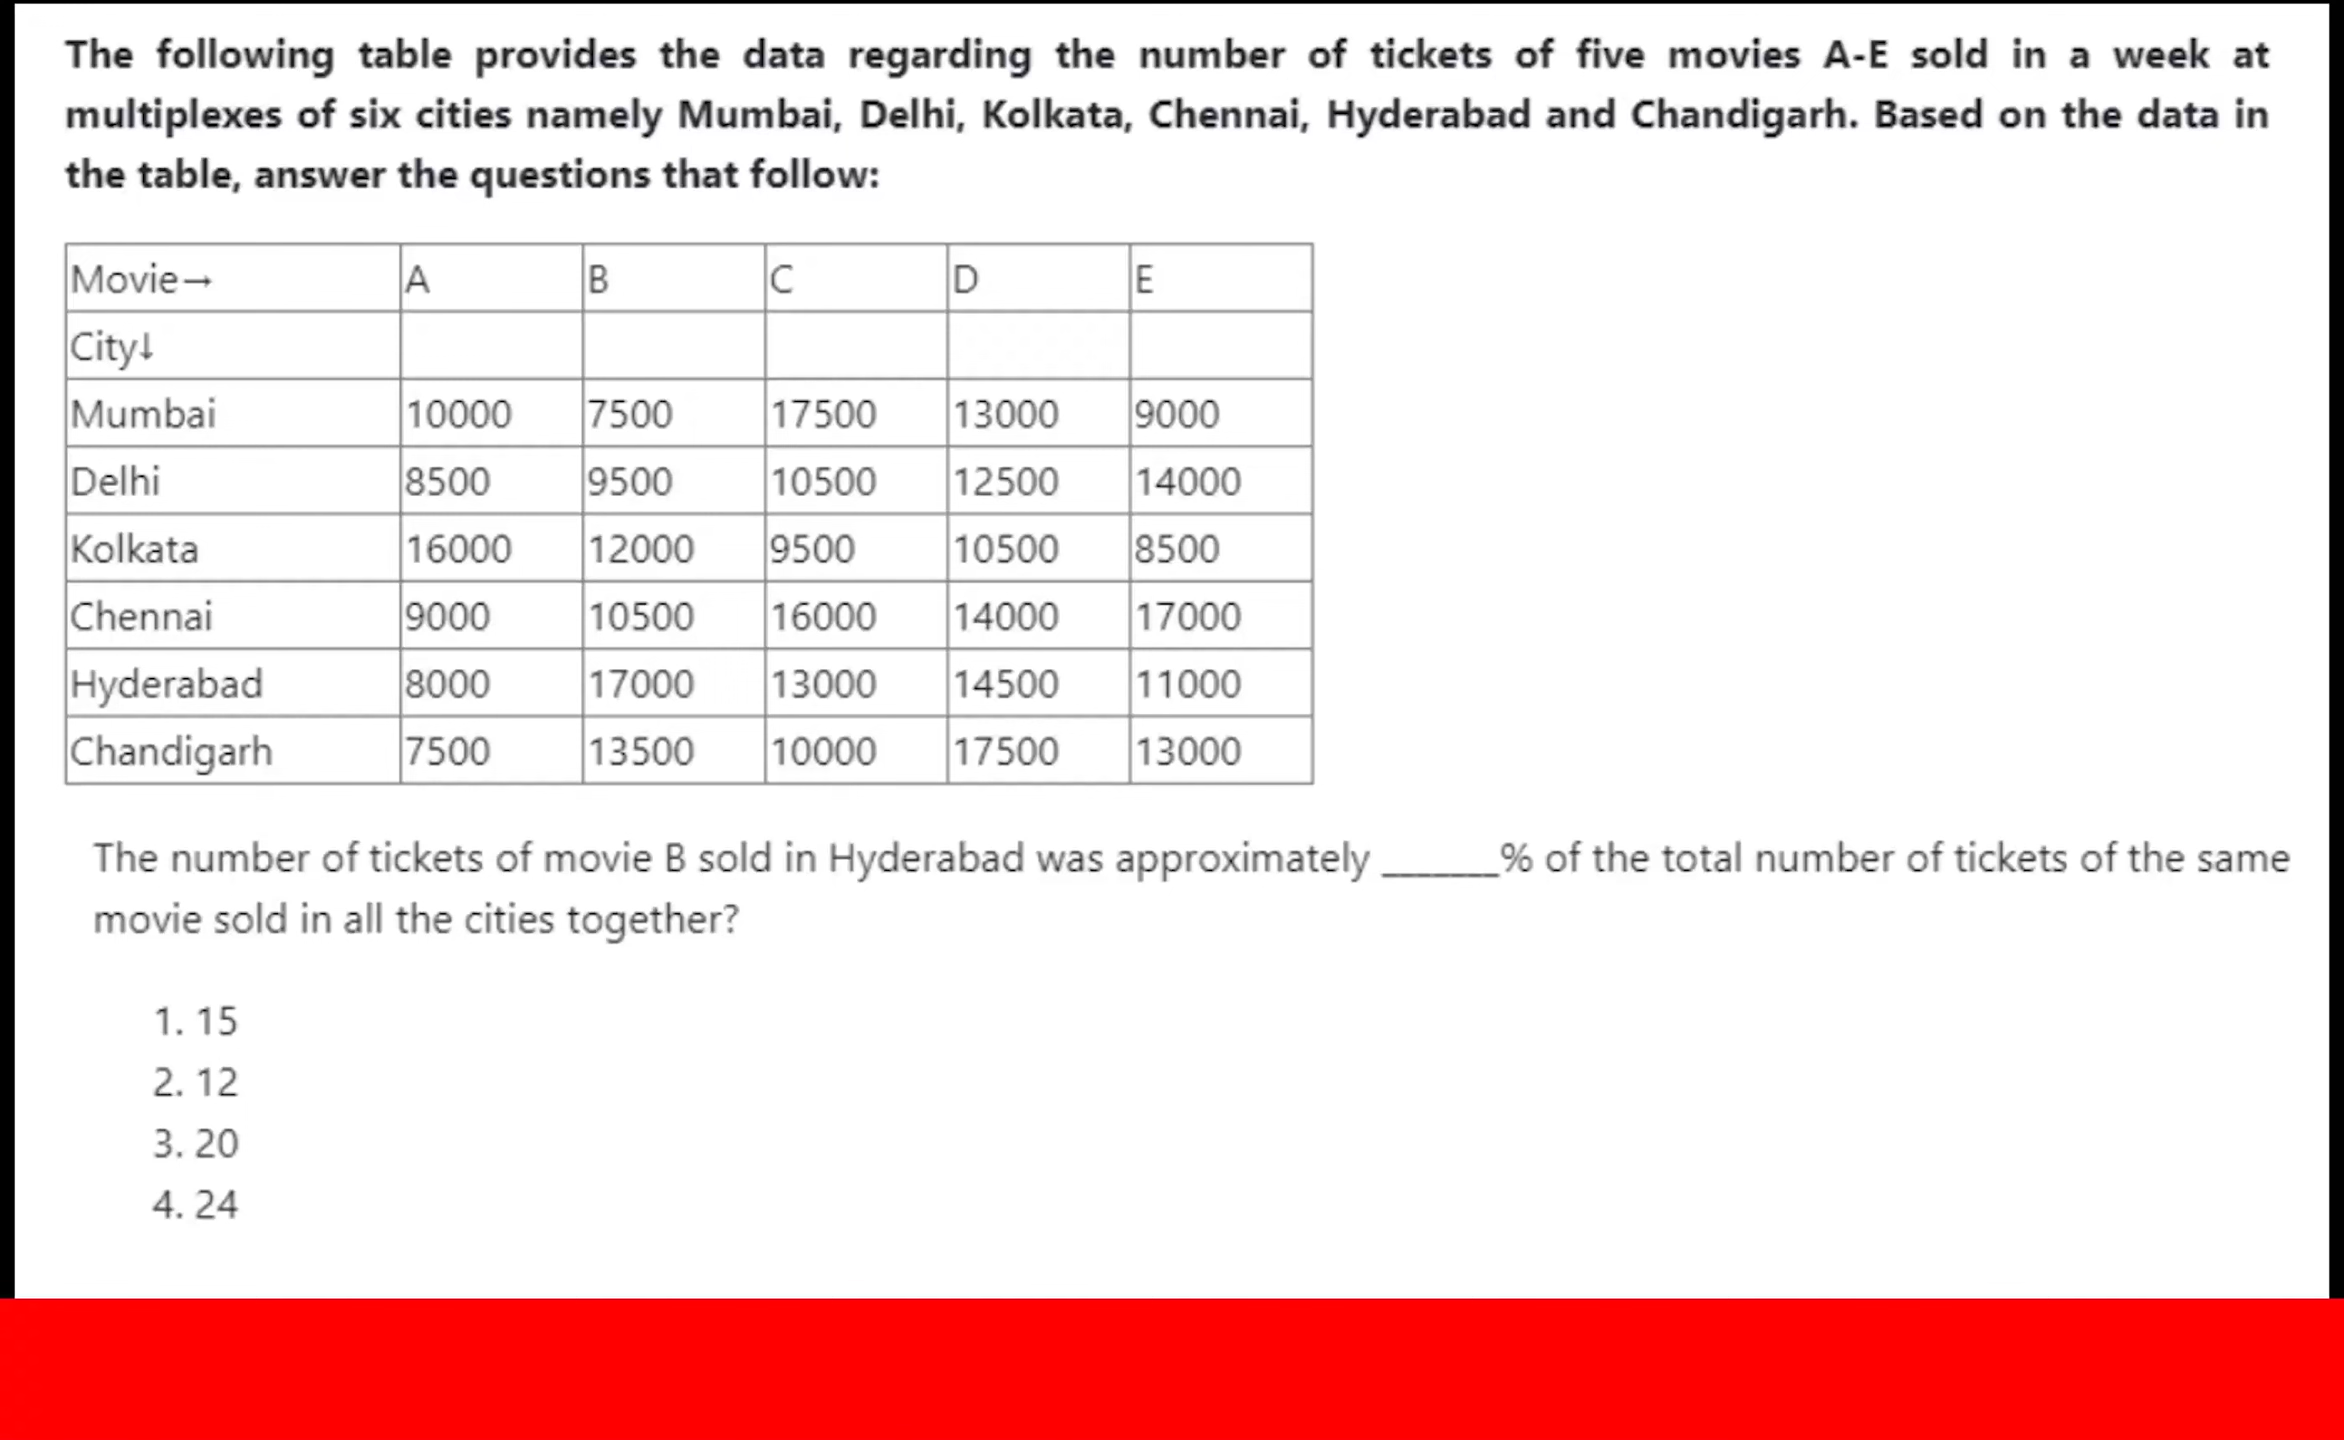 The following table provides the data regarding the number of tickets of five movies A-E sold in a week at
multiplexes of six cities namely Mumbai, Delhi, Kolkata, Chennai, Hyderabad and Chandigarh. Based on the data in
the table, answer the questions that follow:
Movie→ A B C D E
City↓
Mumbai 10000 7500 17500 13000 9000
Delhi 8500 9500 10500 12500 14000
Kolkata 16000 12000 9500 10500 8500
Chennai 9000 10500 16000 14000 17000
Hyderabad 8000 17000 13000 14500 11000
Chandigarh 7500 13500 10000 17500 13000
The number of tickets of movie B sold in Hyderabad was approximately ______% of the total number of tickets of the same
movie sold in all the cities together?
1. 15
2. 12
3. 20
4. 24